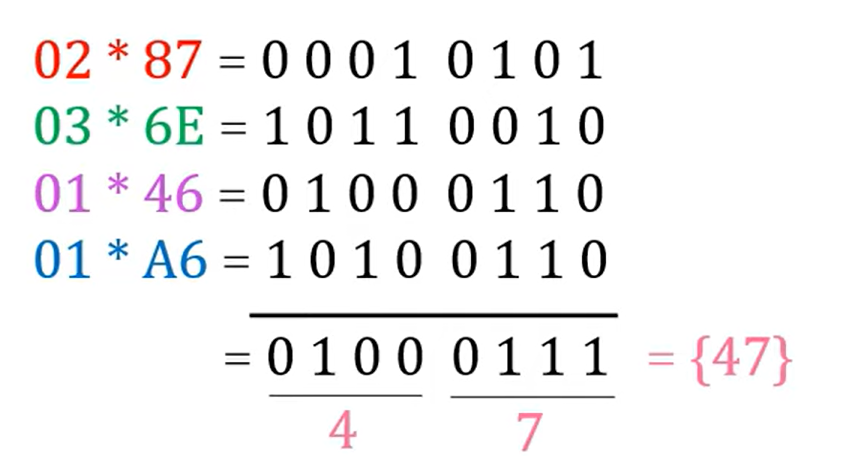 02 * 87 = 0 0 0 1 0 1 0 1
03 * 6E = 1 0 1 1 0 0 1 0
01 * 46 = 0 1 0 0 0 1 1 0
01 * A6 = 1 0 1 0 0 1 1 0
= 0 1 0 0 0 1 1 1 = {47}
4 7